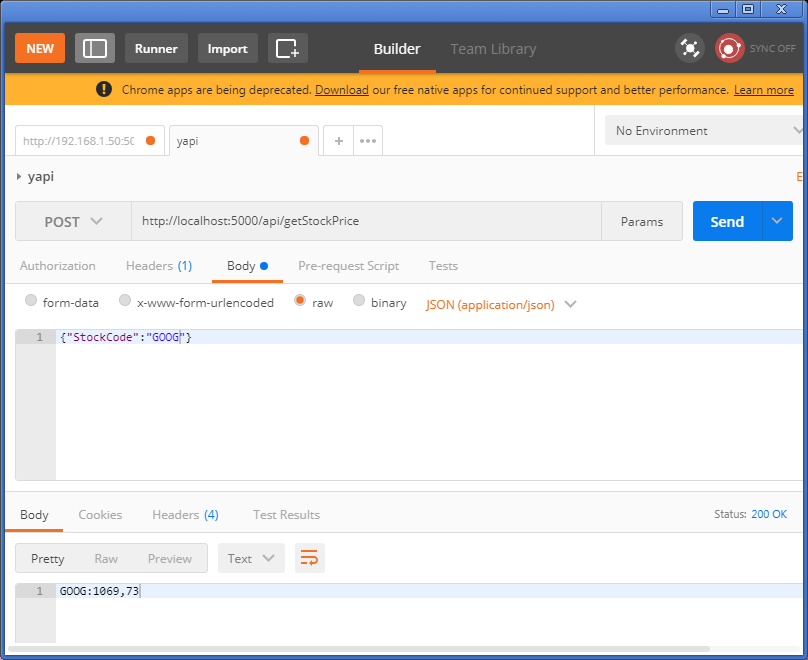 NEW Runner Import Builder Team Library SYNC OFF
Chrome apps are being deprecated. Download our free native apps for continued support and better performance. Learn more
http://192.168.1.50:50 yapi + ••• No Environment
yapi E
POST http://localhost:5000/api/getStockPrice Params Send
Authorization Headers (1) Body Pre-request Script Tests
form-data x-www-form-urlencoded raw binary JSON (application/json)
1 {"StockCode":"GOOG"}
Body Cookies Headers (4) Test Results Status: 200 OK
Pretty Raw Preview Text
1 GOOG:1069,73